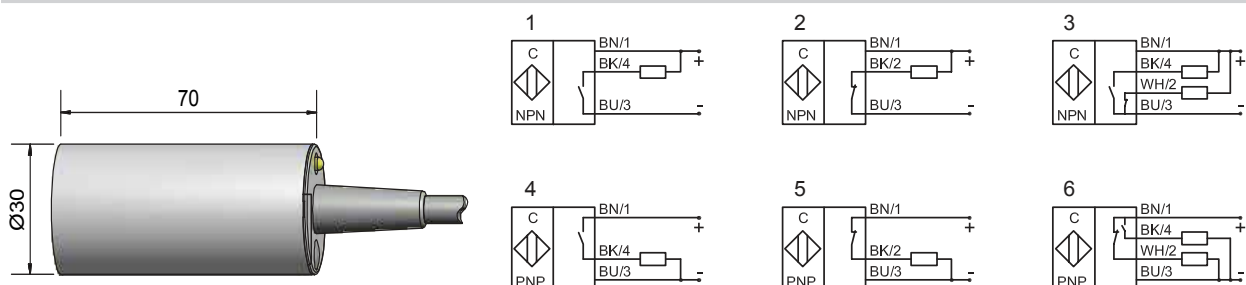 70
Ø30
1
C
NPN
BN/1
BK/4
BU/3
+
-
2
C
NPN
BN/1
BK/2
BU/3
+
-
3
C
NPN
BN/1
BK/4
WH/2
BU/3
+
-
4
C
PNP
BN/1
BK/4
BU/3
+
-
5
C
PNP
BN/1
BK/2
BU/3
+
-
6
C
PNP
BN/1
BK/4
WH/2
BU/3
+
-